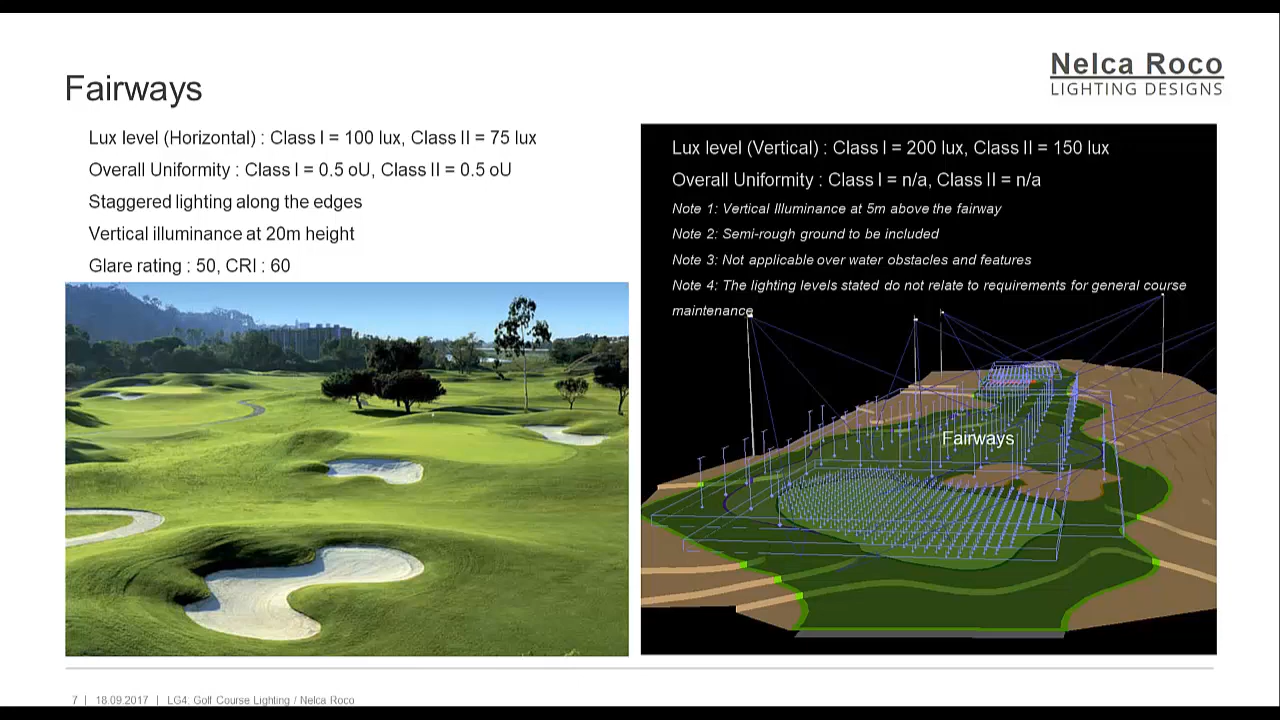 Nelca Roco
LIGHTING DESIGNS
Fairways
Lux level (Horizontal) : Class I = 100 lux, Class II = 75 lux
Overall Uniformity : Class I = 0.5 oU, Class II = 0.5 oU
Staggered lighting along the edges
Vertical illuminance at 20m height
Glare rating : 50, CRI : 60
Lux level (Vertical) : Class I = 200 lux, Class II = 150 lux
Overall Uniformity : Class I = n/a, Class II = n/a
Note 1: Vertical Illuminance at 5m above the fairway
Note 2: Semi-rough ground to be included
Note 3: Not applicable over water obstacles and features
Note 4: The lighting levels stated do not relate to requirements for general course
maintenance
Fairways
7 | 18.09.2017 | LG4: Golf Course Lighting / Nelca Roco